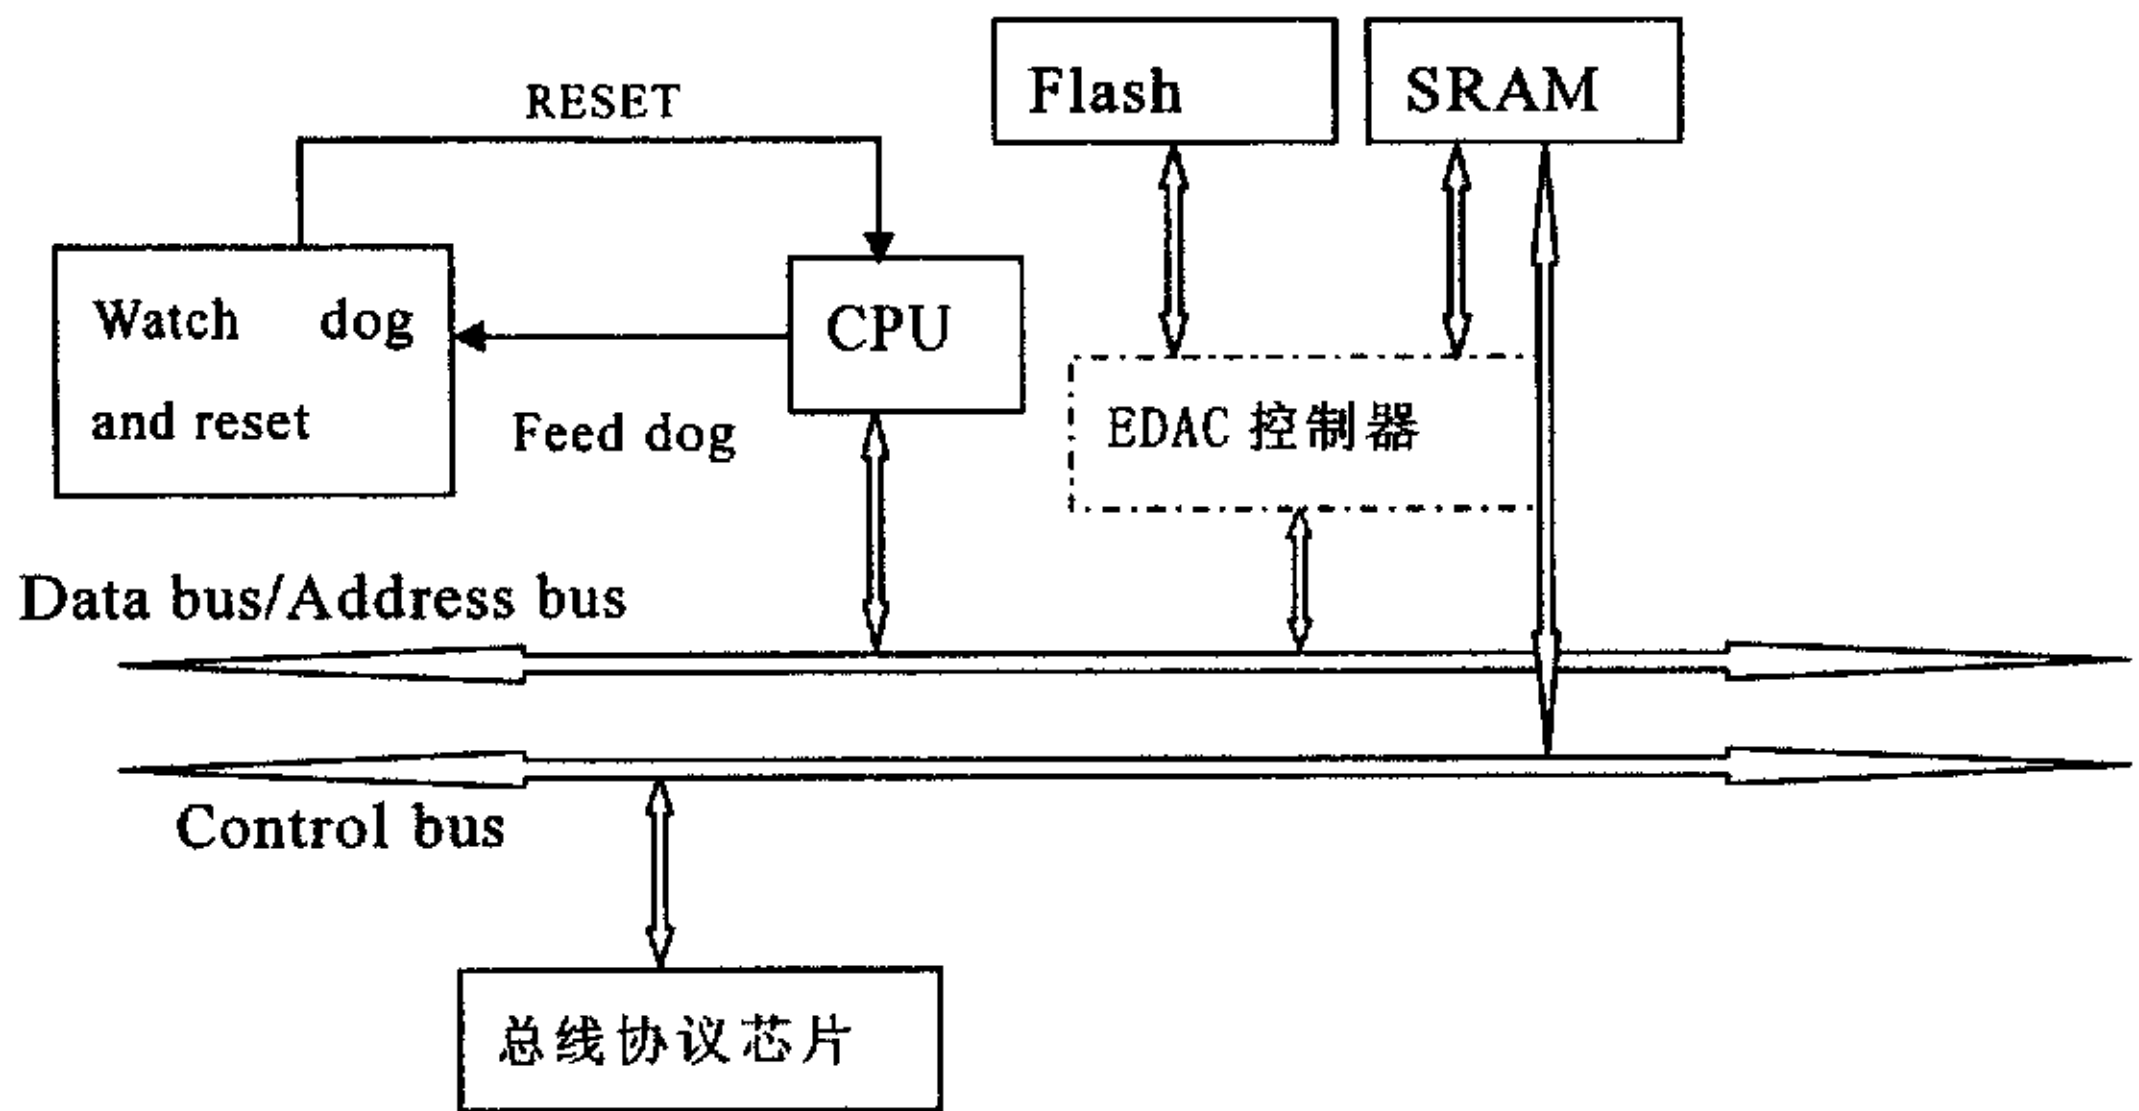 RESET
Flash
SRAM
Watch dog
and reset
CPU
Feed dog
EDAC 控制器
Data bus/Address bus
Control bus
总线协议芯片